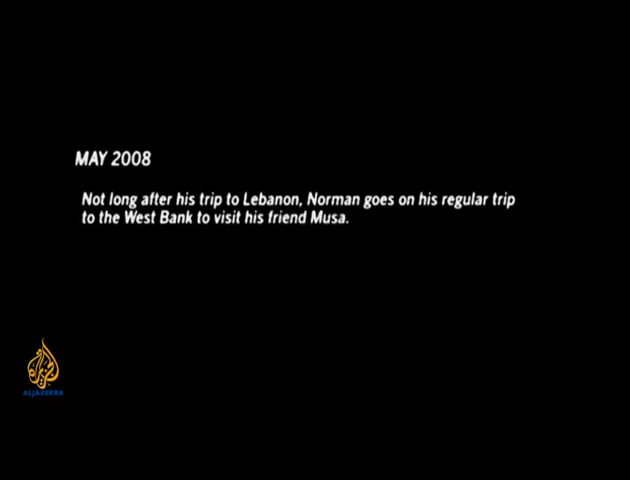 MAY 2008
Not long after his trip to Lebanon, Norman goes on his regular trip
to the West Bank to visit his friend Musa.
الجزيرة
ALJAZEERA